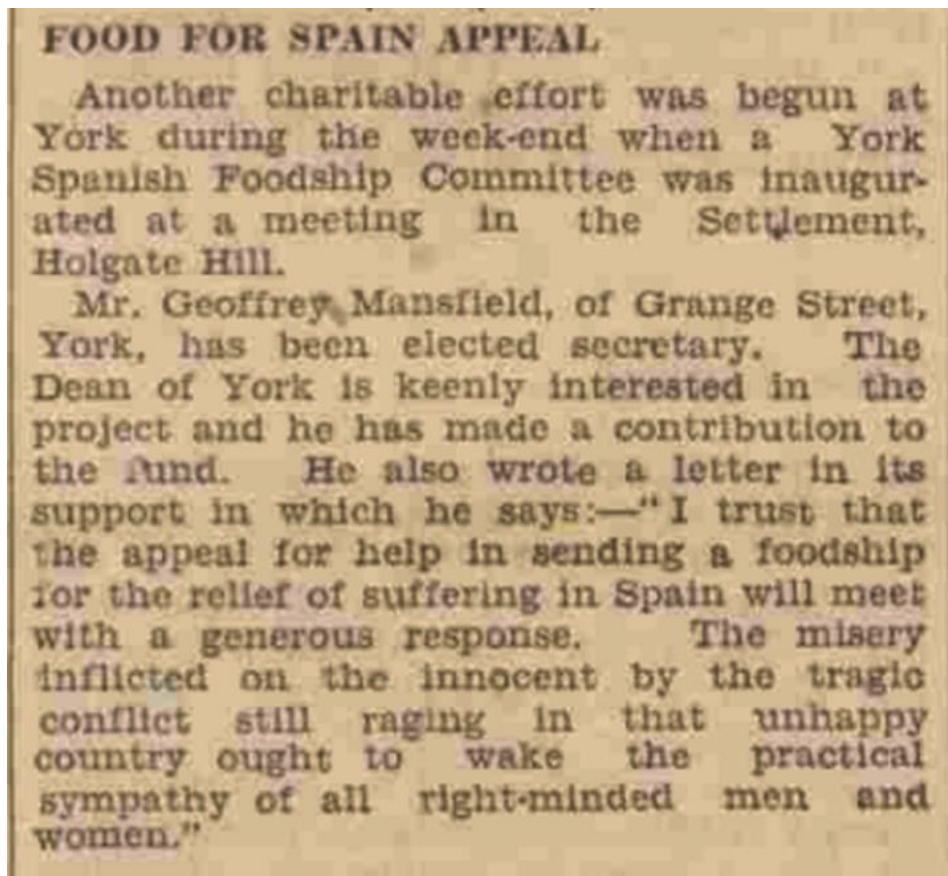 FOOD FOR SPAIN APPEAL
Another charitable effort was begun at
York during the week-end when a York
Spanish Foodship Committee was inaugur-
ated at a meeting in the Settlement,
Holgate Hill.
Mr. Geoffrey Mansfield, of Grange Street,
York, has been elected secretary. The
Dean of York is keenly interested in the
project and he has made a contribution to
the fund. He also wrote a letter in its
support in which he says:—"I trust that
the appeal for help in sending a foodship
for the relief of suffering in Spain will meet
with a generous response. The misery
inflicted on the innocent by the tragic
conflict still raging in that unhappy
country ought to wake the practical
sympathy of all right-minded men and
women."